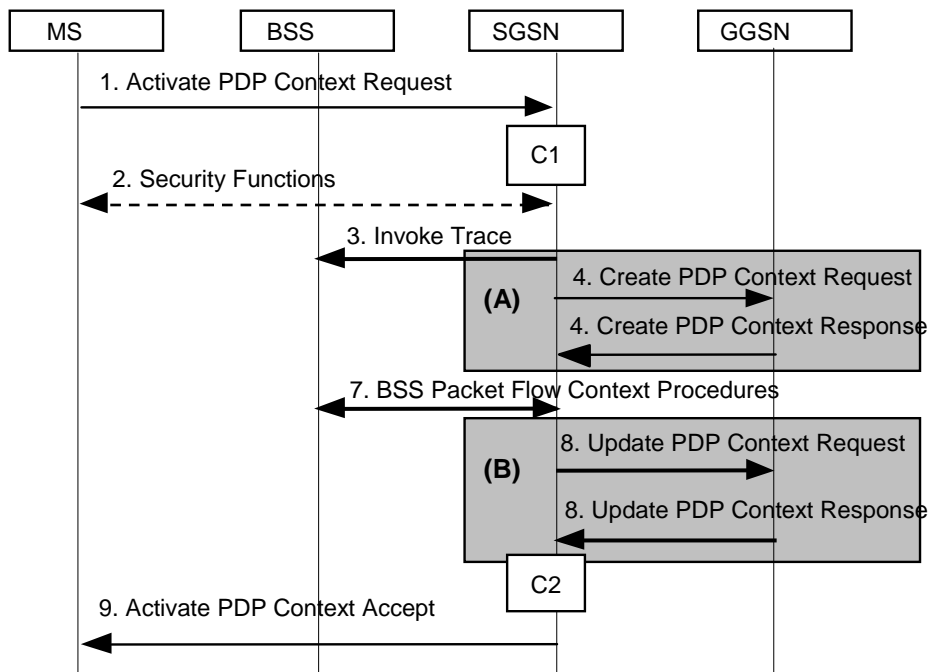 MS
BSS
SGSN
GGSN
1. Activate PDP Context Request
C1
2. Security Functions
3. Invoke Trace
4. Create PDP Context Request
(A)
4. Create PDP Context Response
7. BSS Packet Flow Context Procedures
8. Update PDP Context Request
(B)
8. Update PDP Context Response
C2
9. Activate PDP Context Accept